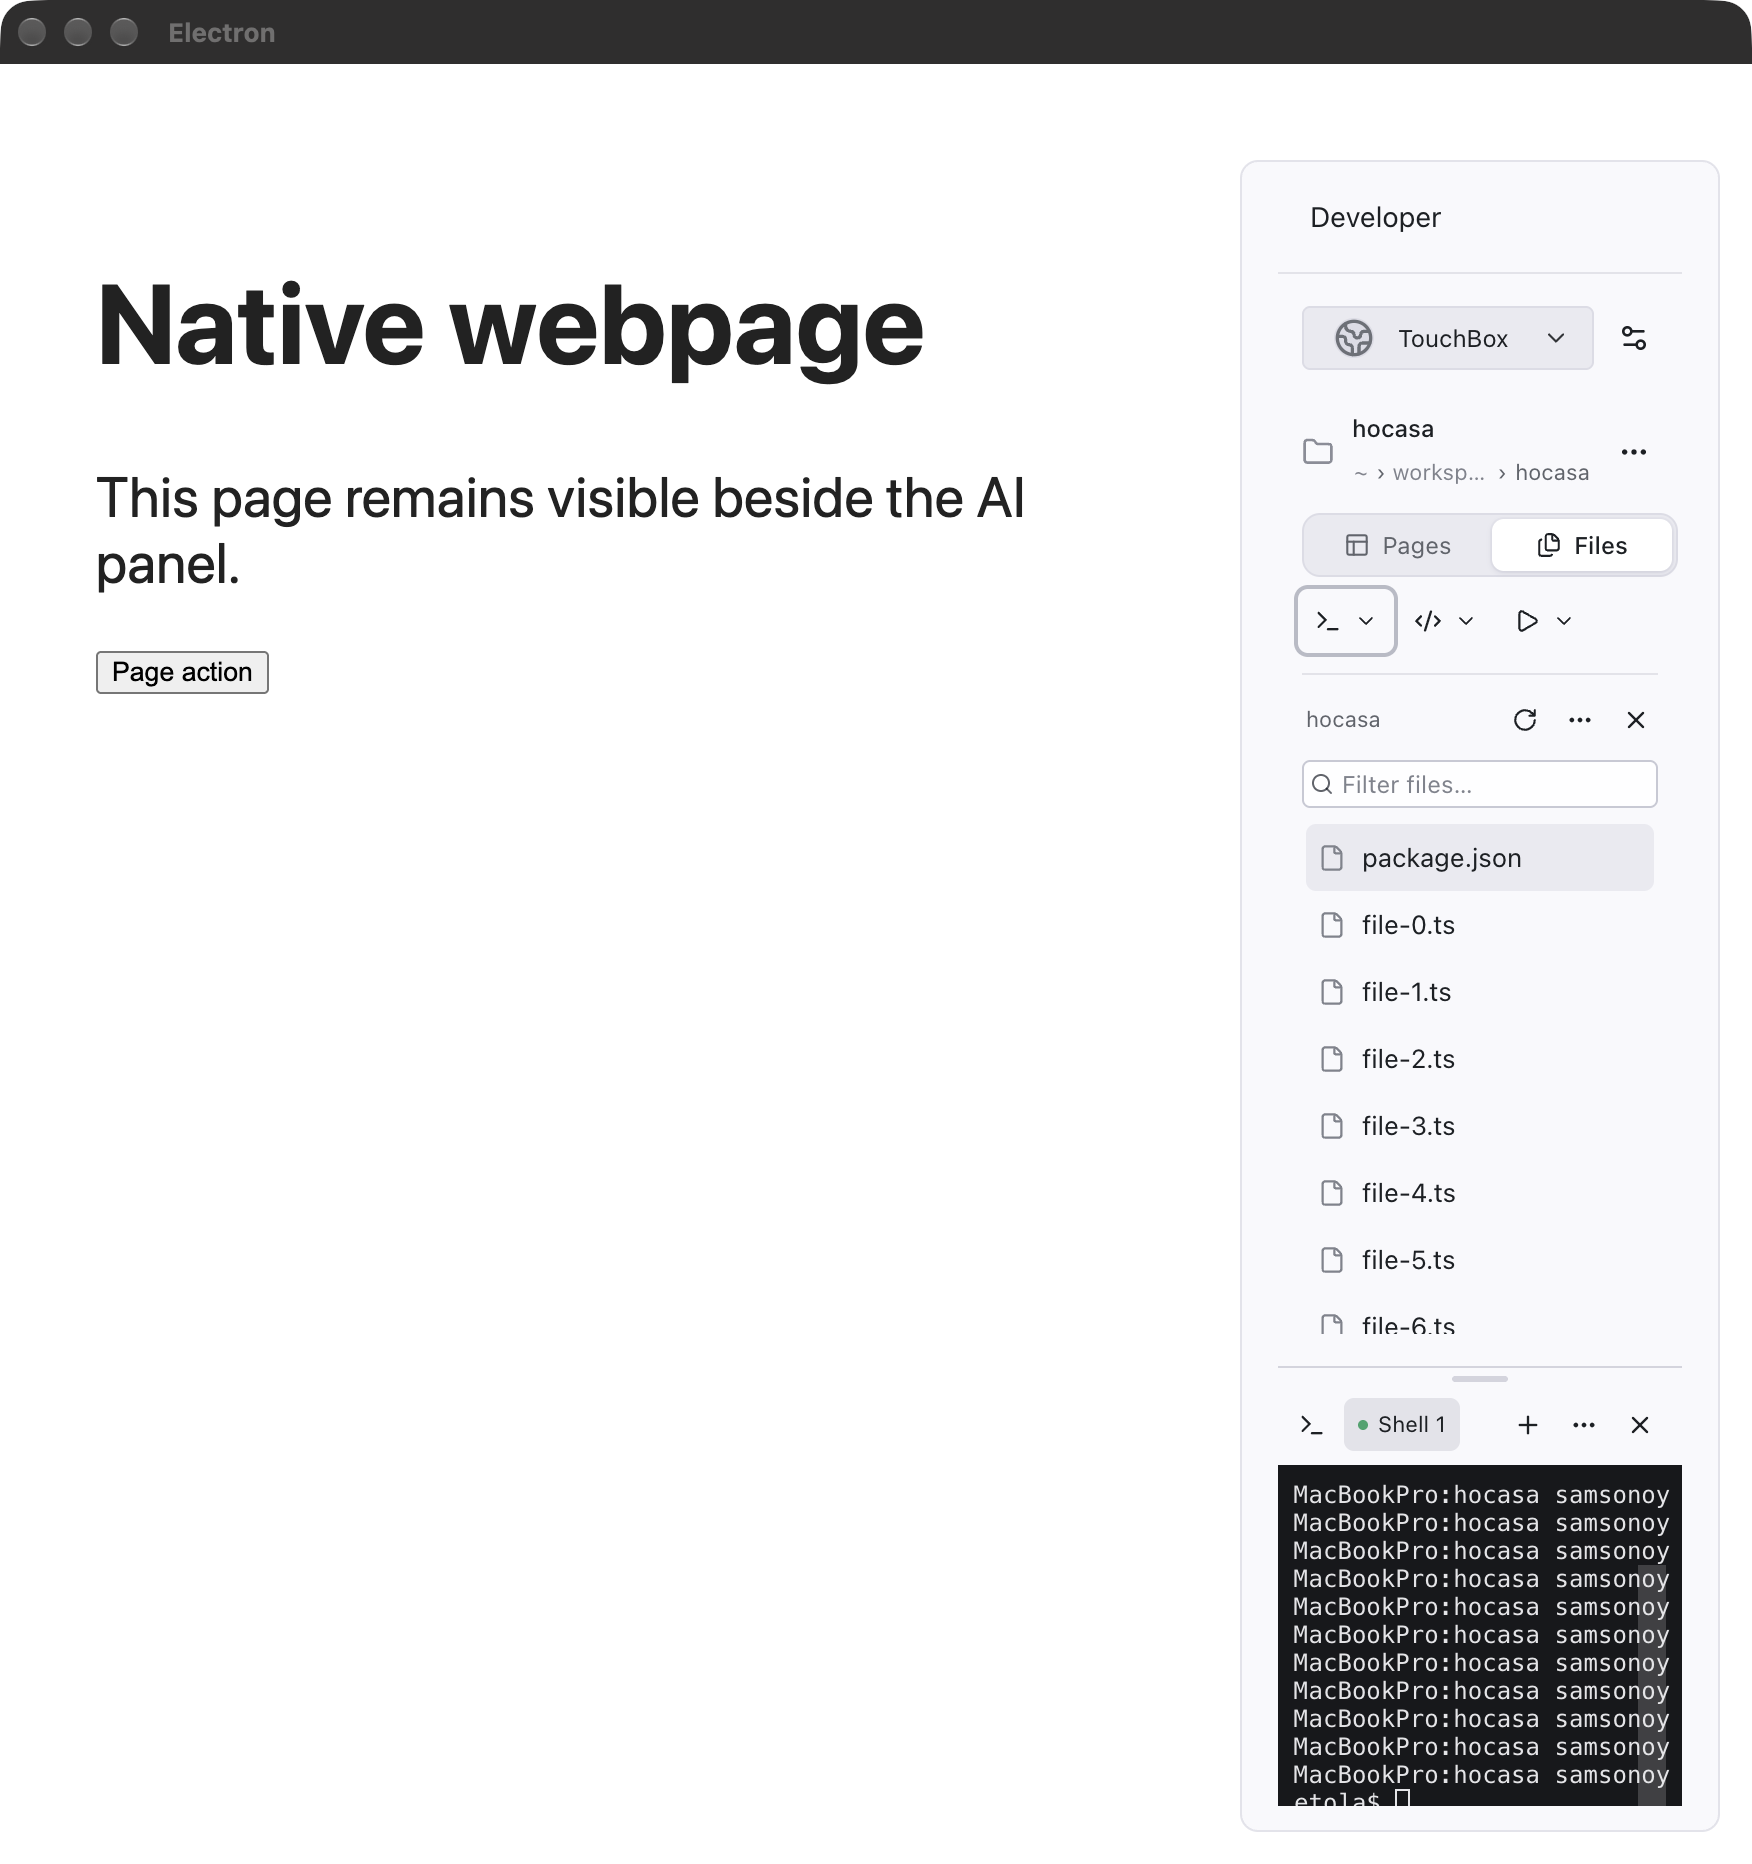 Electron
Native webpage
This page remains visible beside the AI
panel.
Page action
Developer
TouchBox
hocasa
~ › worksp... › hocasa
Pages
Files
hocasa
Filter files...
package.json
file-0.ts
file-1.ts
file-2.ts
file-3.ts
file-4.ts
file-5.ts
file-6.ts
Shell 1
MacBookPro:hocasa samsonoy
MacBookPro:hocasa samsonoy
MacBookPro:hocasa samsonoy
MacBookPro:hocasa samsonoy
MacBookPro:hocasa samsonoy
MacBookPro:hocasa samsonoy
MacBookPro:hocasa samsonoy
MacBookPro:hocasa samsonoy
MacBookPro:hocasa samsonoy
MacBookPro:hocasa samsonoy
MacBookPro:hocasa samsonoy
etola$